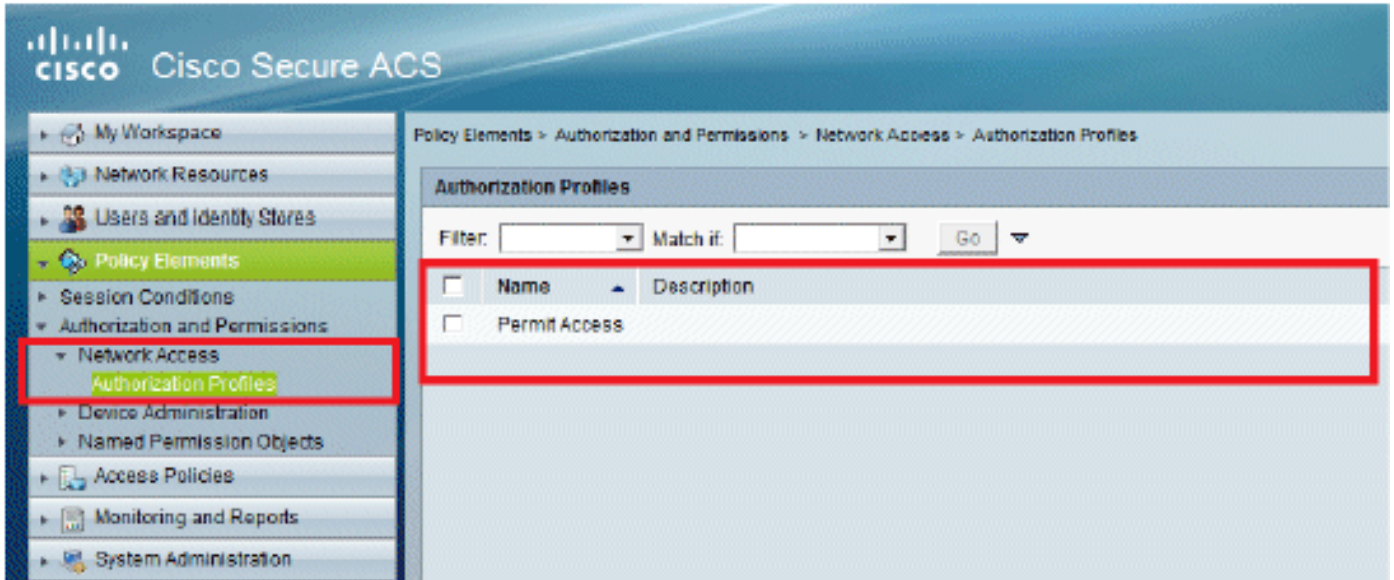 CISCO Cisco Secure ACS
My Workspace
Network Resources
Users and Identity Stores
Policy Elements
Session Conditions
Authorization and Permissions
Network Access
Authorization Profiles
Device Administration
Named Permission Objects
Access Policies
Monitoring and Reports
System Administration
Policy Elements > Authorization and Permissions > Network Access > Authorization Profiles
Authorization Profiles
Filter: Match if: Go
Name Description
Permit Access